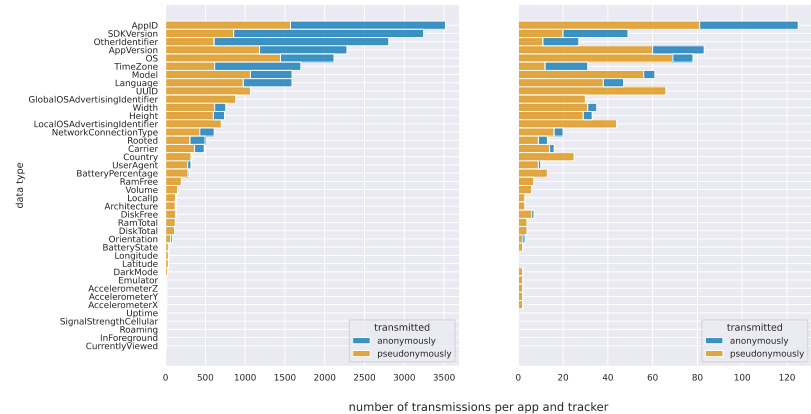 AppID
SDKVersion
OtherIdentifier
AppVersion
OS
TimeZone
Model
Language
UUID
GlobalOSAdvertisingIdentifier
Width
Height
LocalOSAdvertisingIdentifier
NetworkConnectionType
Rooted
Carrier
Country
UserAgent
BatteryPercentage
RamFree
Volume
LocalIp
Architecture
DiskFree
RamTotal
DiskTotal
Orientation
BatteryState
Longitude
Latitude
DarkMode
Emulator
AccelerometerZ
AccelerometerY
AccelerometerX
Uptime
SignalStrengthCellular
Roaming
InForeground
CurrentlyViewed
data type
transmitted
anonymously
pseudonymously
0 500 1000 1500 2000 2500 3000 3500
transmitted
anonymously
pseudonymously
0 20 40 60 80 100 120
number of transmissions per app and tracker